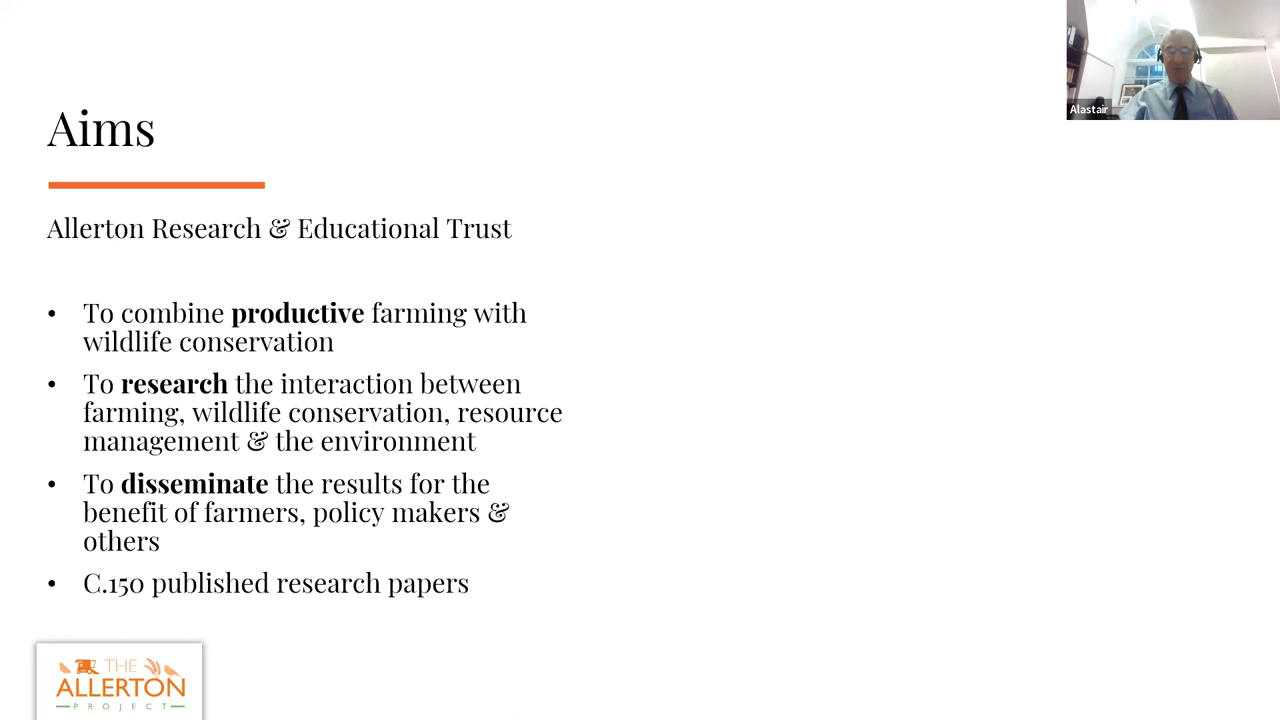 Alastair
Aims
Allerton Research & Educational Trust
• To combine productive farming with
wildlife conservation
• To research the interaction between
farming, wildlife conservation, resource
management & the environment
• To disseminate the results for the
benefit of farmers, policy makers &
others
• C.150 published research papers
THE
ALLERTON
PROJECT